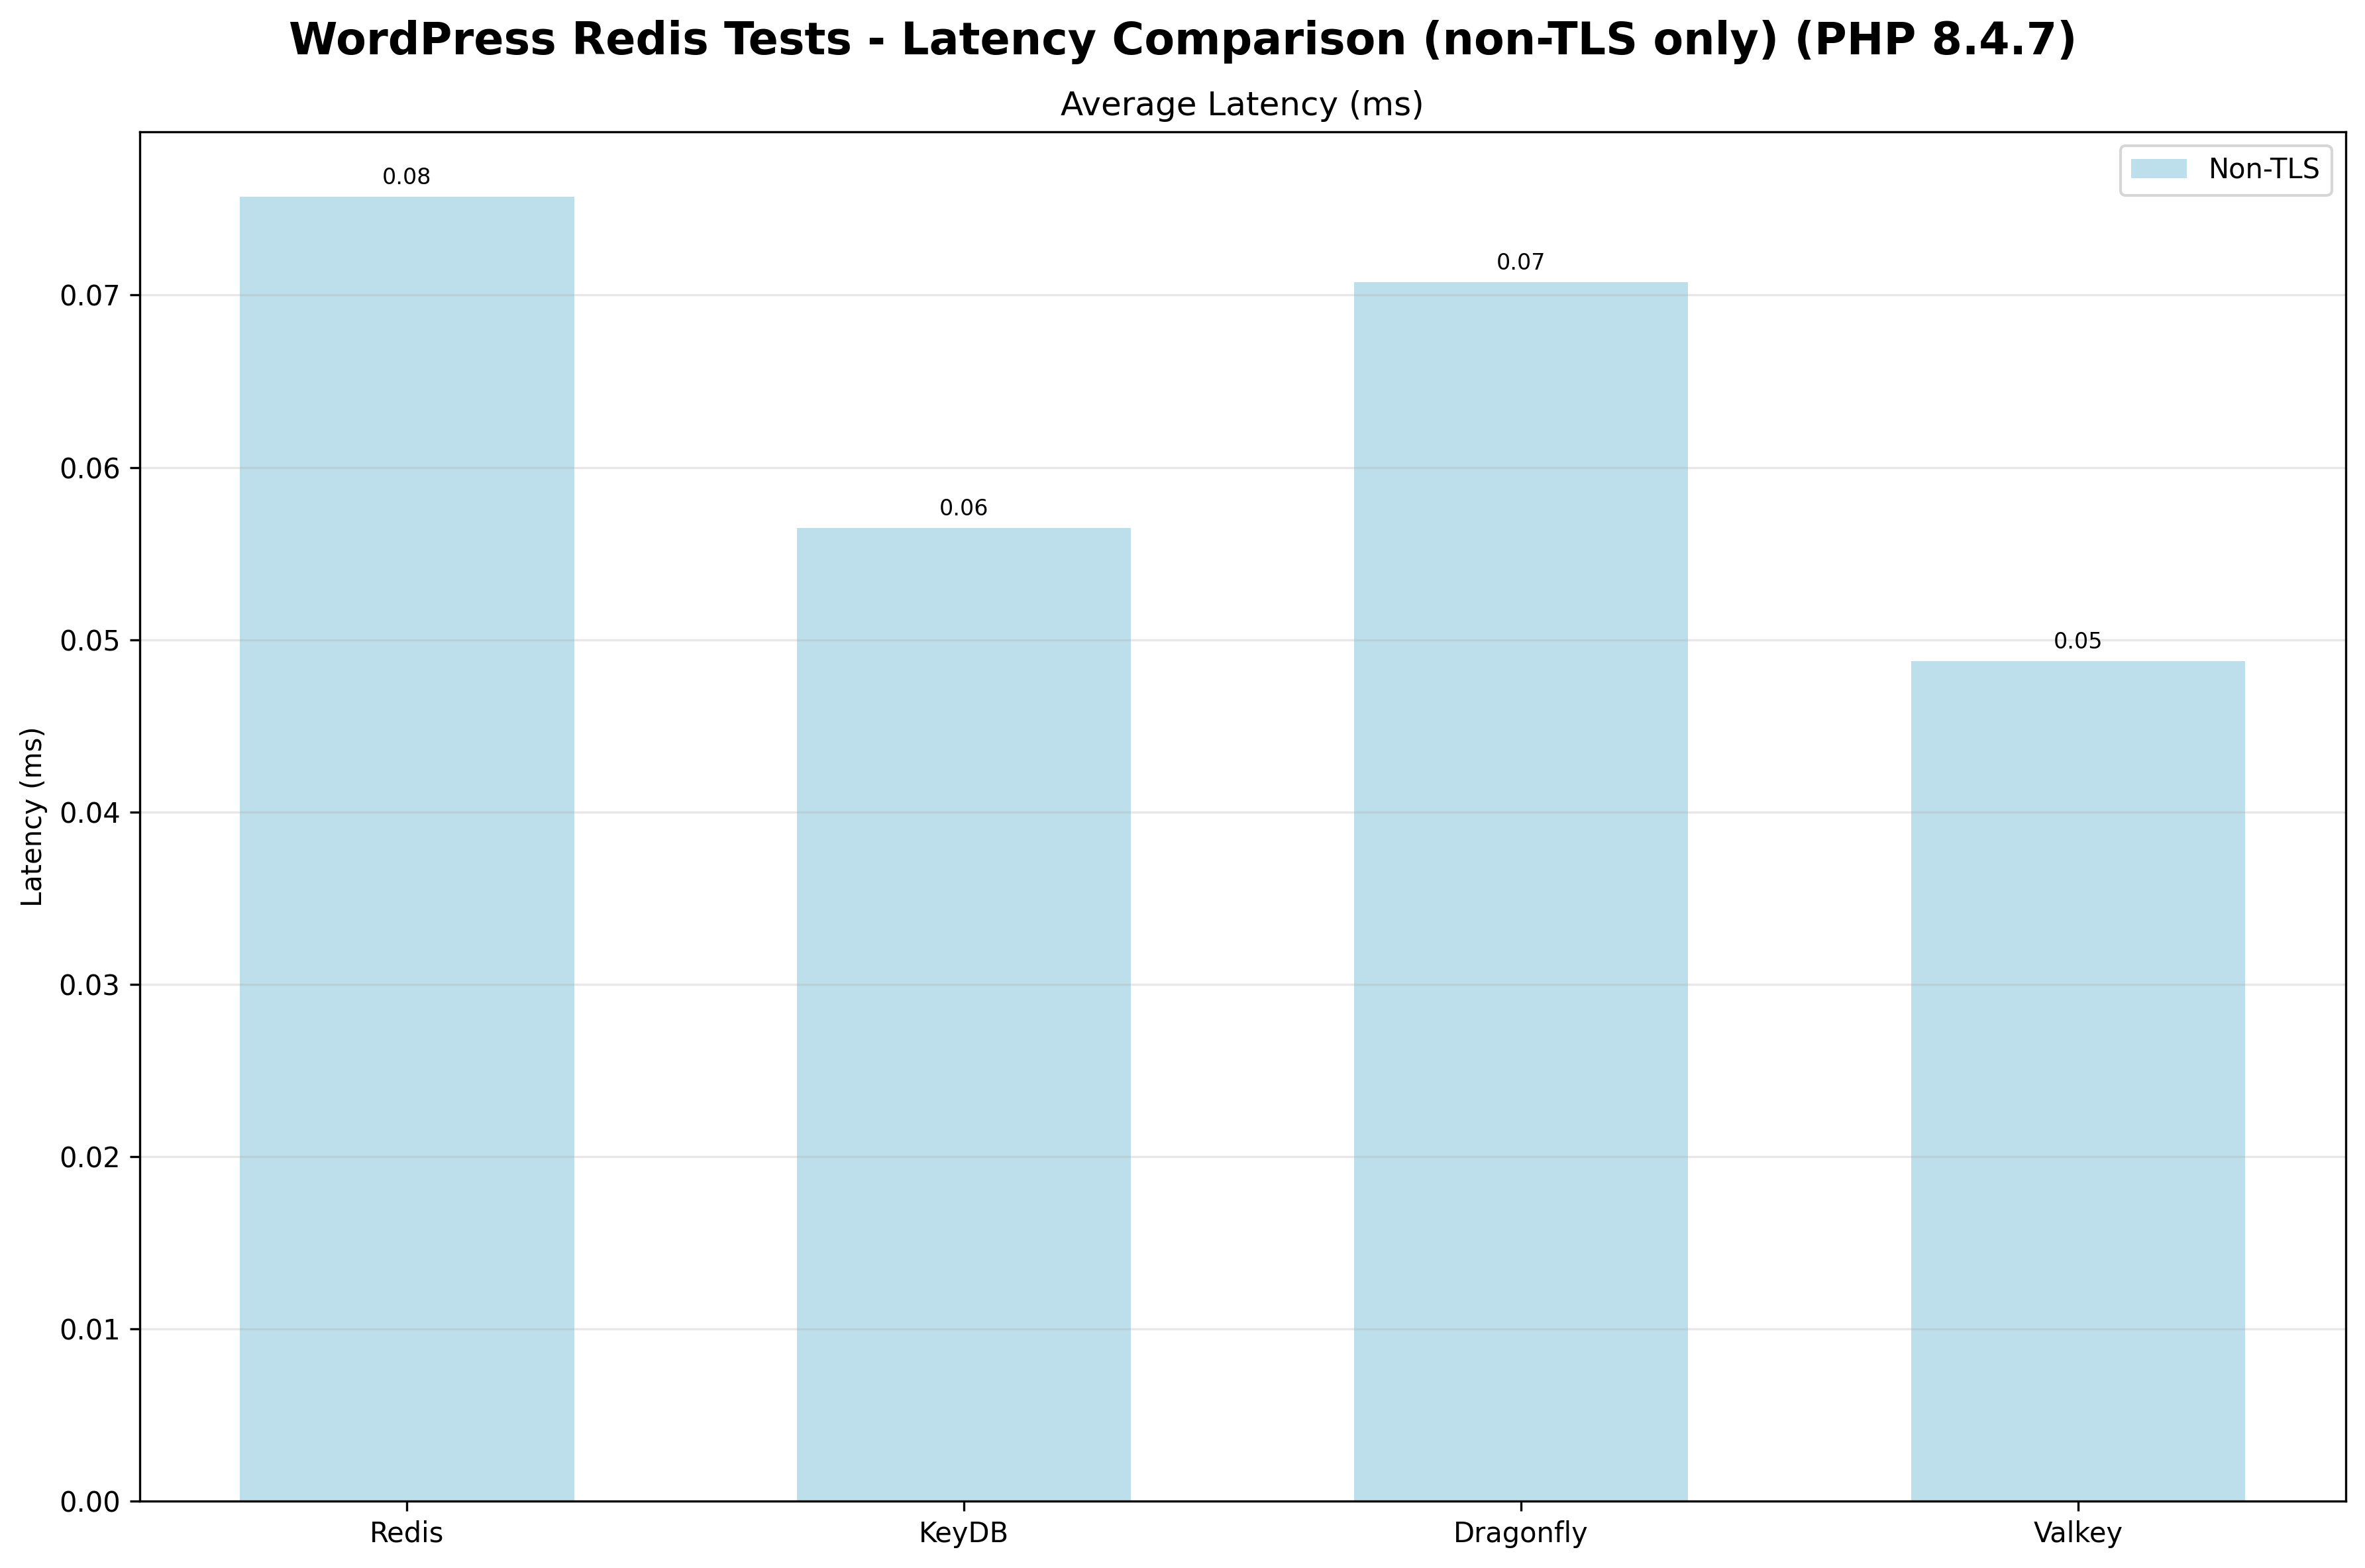 WordPress Redis Tests - Latency Comparison (non-TLS only) (PHP 8.4.7)
Average Latency (ms)
Non-TLS
0.08
0.07
0.06
0.05
0.07
0.06
0.05
0.04
0.03
0.02
0.01
0.00
Latency (ms)
Redis
KeyDB
Dragonfly
Valkey